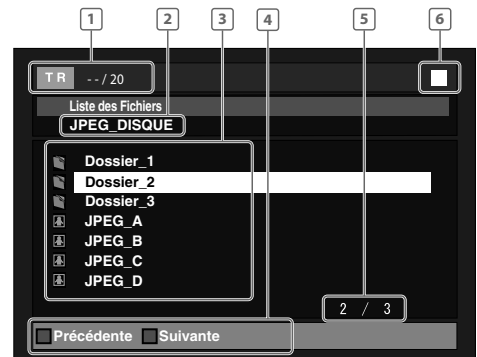 1 2 3 4 5 6
T R --/ 20
Liste des Fichiers
JPEG_DISQUE
Dossier_1
Dossier_2
Dossier_3
JPEG_A
JPEG_B
JPEG_C
JPEG_D
2 / 3
Précédente Suivante